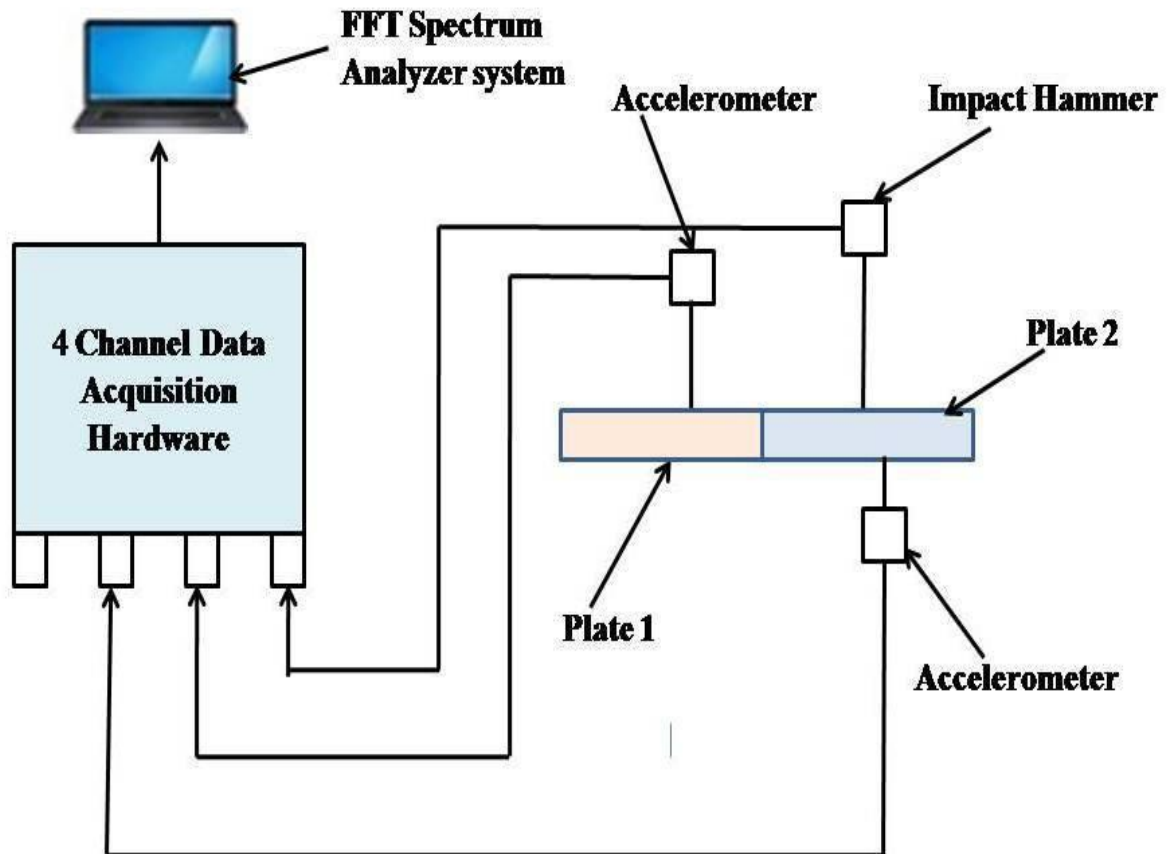 FFT Spectrum
Analyzer system
Accelerometer
Impact Hammer
4 Channel Data
Acquisition
Hardware
Plate 2
Plate 1
Accelerometer